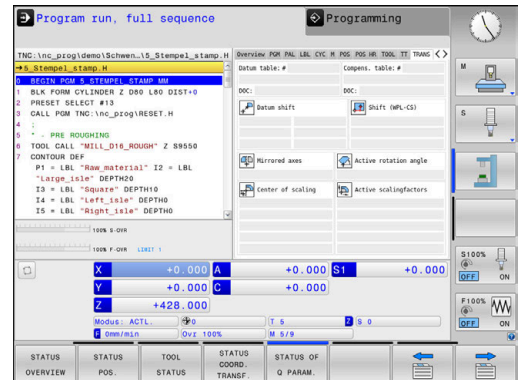 Program run, full sequence
Programming
TNC:\nc_prog\demo\Schwen…\5_Stempel_stamp.H
→5_Stempel_stamp.H
0 BEGIN PGM 5_STEMPEL_STAMP MM
1 BLK FORM CYLINDER Z D80 L80 DIST+0
2 PRESET SELECT #13
3 CALL PGM TNC:\nc_prog\RESET.H
4 ;
5 * - PRE ROUGHING
6 TOOL CALL "MILL_D16_ROUGH" Z S9550
7 CONTOUR DEF
P1 = LBL "Raw_material" I2 = LBL
"Large_isle" DEPTH20
I3 = LBL "Square" DEPTH10
I4 = LBL "Left_isle" DEPTH0
I5 = LBL "Right_isle" DEPTH0
Overview PGM PAL LBL CYC M POS POS HR TOOL TT TRANS
Datum table: #
Compens. table: #
DOC:
DOC:
Datum shift
Shift (WPL-CS)
Mirrored axes
Active rotation angle
Center of scaling
Active scalingfactors
100% S-OVR
100% F-OVR LIMIT 1
X +0.000 A +0.000 S1 +0.000
Y +0.000 C +0.000
Z +428.000
Modus: ACTL. 0 T 5 Z S 0
F 0mm/min Ovr 100% M 5/9
M
S
S100%
OFF ON
F100%
OFF ON
STATUS OVERVIEW
STATUS POS.
TOOL STATUS
STATUS COORD. TRANSF.
STATUS OF Q PARAM.